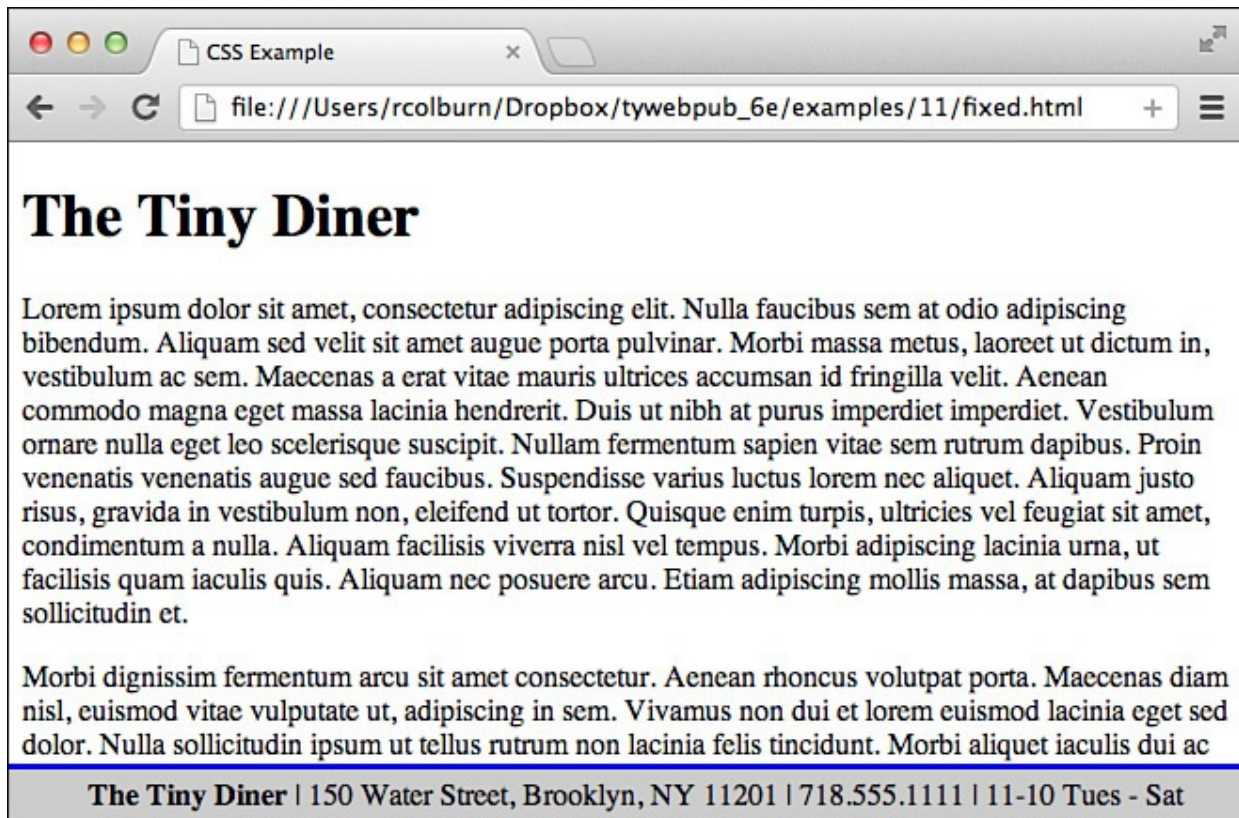 CSS Example
file:///Users/rcolburn/Dropbox/tywebpub_6e/examples/11/fixed.html
The Tiny Diner
Lorem ipsum dolor sit amet, consectetur adipiscing elit. Nulla faucibus sem at odio adipiscing
bibendum. Aliquam sed velit sit amet augue porta pulvinar. Morbi massa metus, laoreet ut dictum in,
vestibulum ac sem. Maecenas a erat vitae mauris ultrices accumsan id fringilla velit. Aenean
commodo magna eget massa lacinia hendrerit. Duis ut nibh at purus imperdiet imperdiet. Vestibulum
ornare nulla eget leo scelerisque suscipit. Nullam fermentum sapien vitae sem rutrum dapibus. Proin
venenatis venenatis augue sed faucibus. Suspendisse varius luctus lorem nec aliquet. Aliquam justo
risus, gravida in vestibulum non, eleifend ut tortor. Quisque enim turpis, ultricies vel feugiat sit amet,
condimentum a nulla. Aliquam facilisis viverra nisl vel tempus. Morbi adipiscing lacinia urna, ut
facilisis quam iaculis quis. Aliquam nec posuere arcu. Etiam adipiscing mollis massa, at dapibus sem
sollicitudin et.
Morbi dignissim fermentum arcu sit amet consectetur. Aenean rhoncus volutpat porta. Maecenas diam
nisl, euismod vitae vulputate ut, adipiscing in sem. Vivamus non dui et lorem euismod lacinia eget sed
dolor. Nulla sollicitudin ipsum ut tellus rutrum non lacinia felis tincidunt. Morbi aliquet iaculis dui ac
The Tiny Diner | 150 Water Street, Brooklyn, NY 11201 | 718.555.1111 | 11-10 Tues - Sat